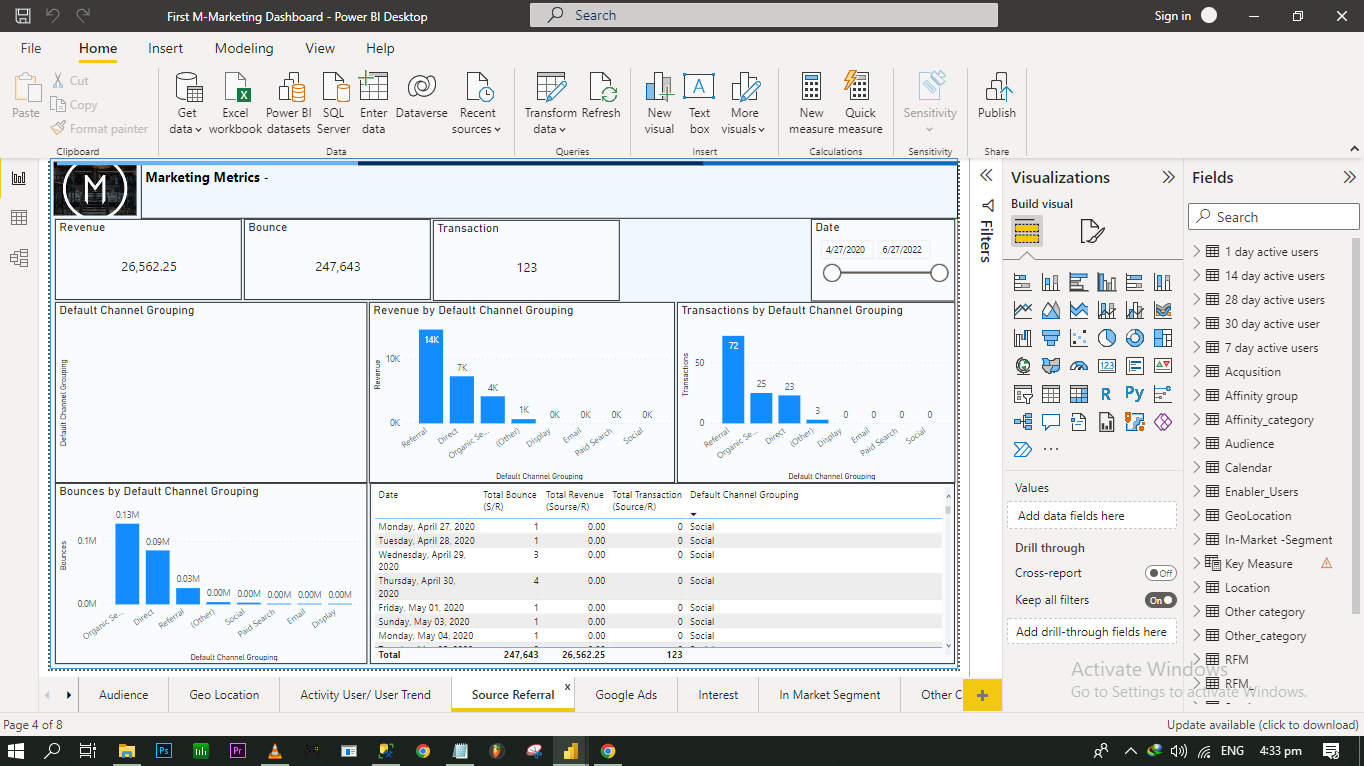 First M-Marketing Dashboard - Power BI Desktop
Search
Sign in
File
Home
Insert
Modeling
View
Help
Paste
Cut
Copy
Format painter
Clipboard
Get data
Excel workbook
Power BI datasets
SQL Server
Enter data
Dataverse
Recent sources
Data
Transform data
Refresh
Queries
New visual
Text box
More visuals
Insert
New measure
Quick measure
Calculations
Sensitivity
Sensitivity
Publish
Share
M
Marketing Metrics -
Revenue
26,562.25
Bounce
247,643
Transaction
123
Date
4/27/2020
6/27/2022
Default Channel Grouping
Default Channel Grouping
Revenue by Default Channel Grouping
Revenue
10K
0K
14K
7K
4K
1K
0K
0K
0K
0K
Referral
Direct
Organic Se...
(Other)
Display
Email
Paid Search
Social
Default Channel Grouping
Transactions by Default Channel Grouping
Transactions
50
0
72
25
23
3
0
0
0
0
Referral
Organic Se...
Direct
(Other)
Display
Email
Paid Search
Social
Default Channel Grouping
Bounces by Default Channel Grouping
Bounces
0.1M
0.0M
0.13M
0.09M
0.03M
0.00M
0.00M
0.00M
0.00M
0.00M
Organic Se...
Direct
Referral
(Other)
Social
Paid Search
Email
Display
Default Channel Grouping
Date Total Bounce (S/R) Total Revenue (Sourse/R) Total Transaction (Source/R) Default Channel Grouping
Monday, April 27, 2020 1 0.00 0 Social
Tuesday, April 28, 2020 1 0.00 0 Social
Wednesday, April 29, 2020 3 0.00 0 Social
Thursday, April 30, 2020 4 0.00 0 Social
Friday, May 01, 2020 1 0.00 0 Social
Sunday, May 03, 2020 1 0.00 0 Social
Monday, May 04, 2020 1 0.00 0 Social
Total 247,643 26,562.25 123
Filters
Visualizations
Build visual
123
R
Py
...
Values
Add data fields here
Drill through
Cross-report
Off
Keep all filters
On
Add drill-through fields here
Fields
Search
1 day active users
14 day active users
28 day active users
30 day active user
7 day active users
Acqusition
Affinity group
Affinity_category
Audience
Calendar
Enabler_Users
GeoLocation
In-Market -Segment
Key Measure
Location
Other category
Other_category
RFM
RFM_
Activate Windows
Go to Settings to activate Windows.
Audience
Geo Location
Activity User/ User Trend
Source Referral
x
Google Ads
Interest
In Market Segment
Other C
+
Page 4 of 8
Update available (click to download)
Ps
Pr
ENG
4:33 pm